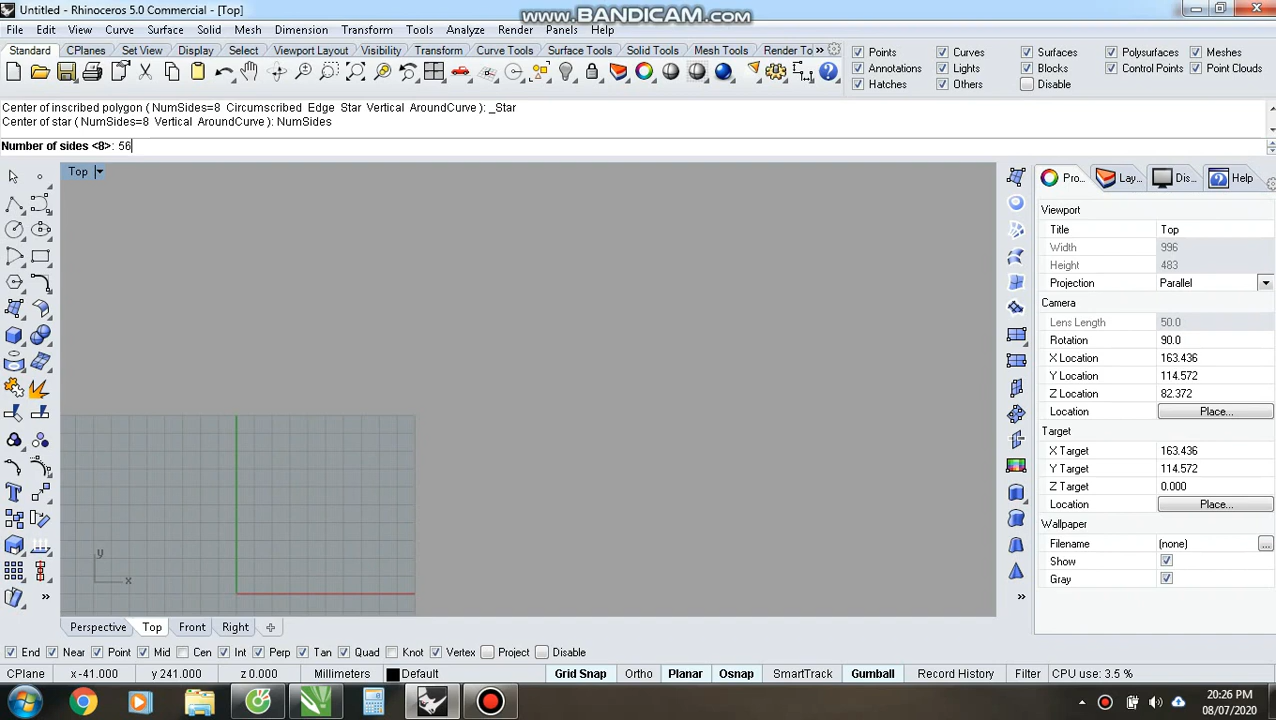 Untitled - Rhinoceros 5.0 Commercial - [Top]
www.BANDICAM.com
File Edit View Curve Surface Solid Mesh Dimension Transform Tools Analyze Render Panels Help
Standard CPlanes Set View Display Select Viewport Layout Visibility Transform Curve Tools Surface Tools Solid Tools Mesh Tools Render To
Points Curves Surfaces Polysurfaces Meshes
Annotations Lights Blocks Control Points Point Clouds
Hatches Others Disable
Center of inscribed polygon ( NumSides=8 Circumscribed Edge Star Vertical AroundCurve ): _Star
Center of star ( NumSides=8 Vertical AroundCurve ): NumSides
Number of sides <8>: 56
Top
Pro... Lay... Dis... Help
Viewport
Title Top
Width 996
Height 483
Projection Parallel
Camera
Lens Length 50.0
Rotation 90.0
X Location 163.436
Y Location 114.572
Z Location 82.372
Location Place...
Target
X Target 163.436
Y Target 114.572
Z Target 0.000
Location Place...
Wallpaper
Filename (none) ...
Show
Gray
y
x
Perspective Top Front Right
End Near Point Mid Cen Int Perp Tan Quad Knot Vertex Project Disable
CPlane x -41.000 y 241.000 z 0.000 Millimeters Default Grid Snap Ortho Planar Osnap SmartTrack Gumball Record History Filter CPU use: 3.5 %
20:26 PM
08/07/2020